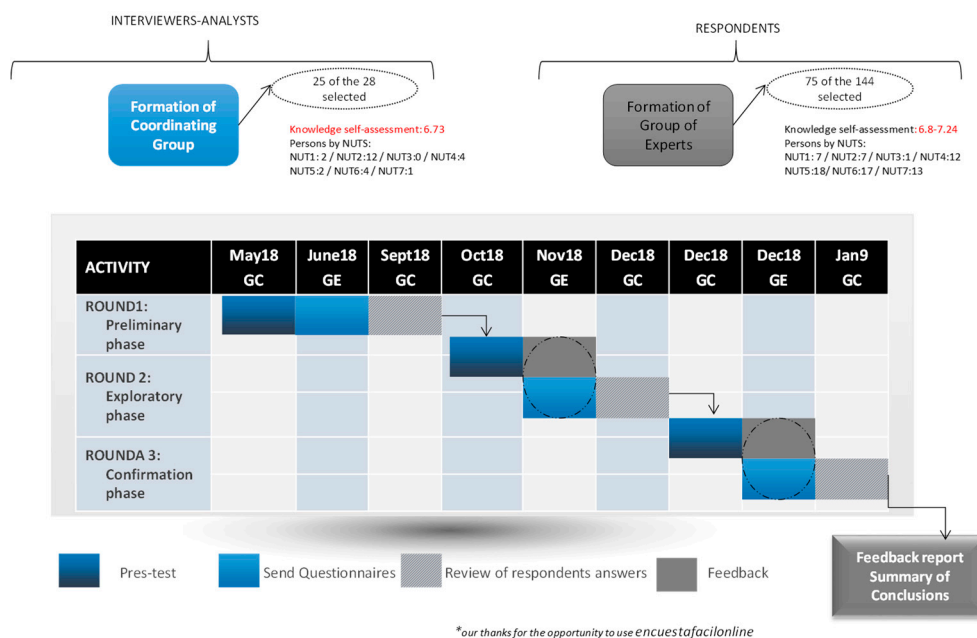 INTERVIEWERS-ANALYSTS
RESPONDENTS
Formation of
Coordinating
Group
25 of the 28
selected
Knowledge self-assessment: 6.73
Persons by NUTS:
NUT1: 2 / NUT2:12 / NUT3:0 / NUT4:4
NUT5:2 / NUT6:4 / NUT7:1
Formation of
Group of
Experts
75 of the 144
selected
Knowledge self-assessment: 6.8-7.24
Persons by NUTS:
NUT1: 7 / NUT2:7 / NUT3:1 / NUT4:12
NUT5:18/ NUT6:17 / NUT7:13
ACTIVITY
May18 GC
June18 GE
Sept18 GC
Oct18 GC
Nov18 GE
Dec18 GC
Dec18 GC
Dec18 GE
Jan9 GC
ROUND1:
Preliminary
phase
ROUND 2:
Exploratory
phase
ROUNDA 3:
Confirmation
phase
Pres-test
Send Questionnaires
Review of respondents answers
Feedback
Feedback report
Summary of
Conclusions
*our thanks for the opportunity to use encuestafacilonline